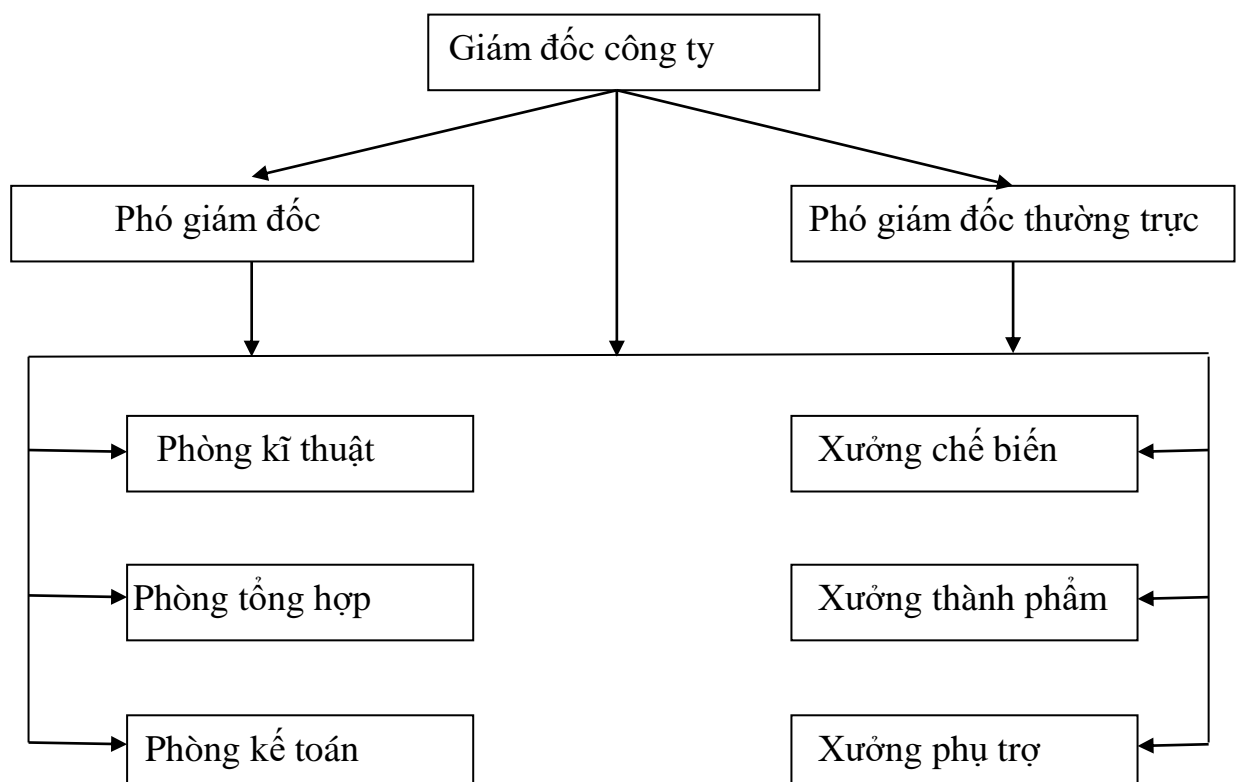 Giám đốc công ty
Phó giám đốc
Phó giám đốc thường trực
Phòng kĩ thuật
Xưởng chế biến
Phòng tổng hợp
Xưởng thành phẩm
Phòng kế toán
Xưởng phụ trợ